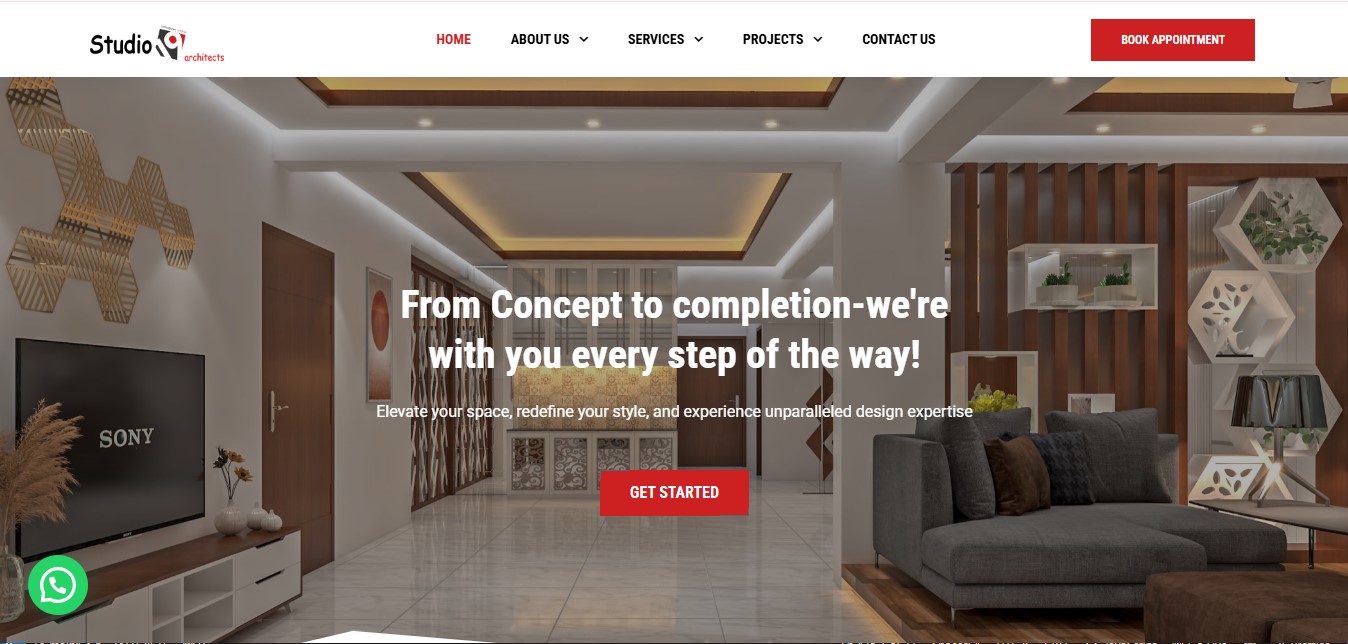 Studio 9
architects
HOME
ABOUT US
SERVICES
PROJECTS
CONTACT US
BOOK APPOINTMENT
From Concept to completion-we're
with you every step of the way!
Elevate your space, redefine your style, and experience unparalleled design expertise
SONY
GET STARTED